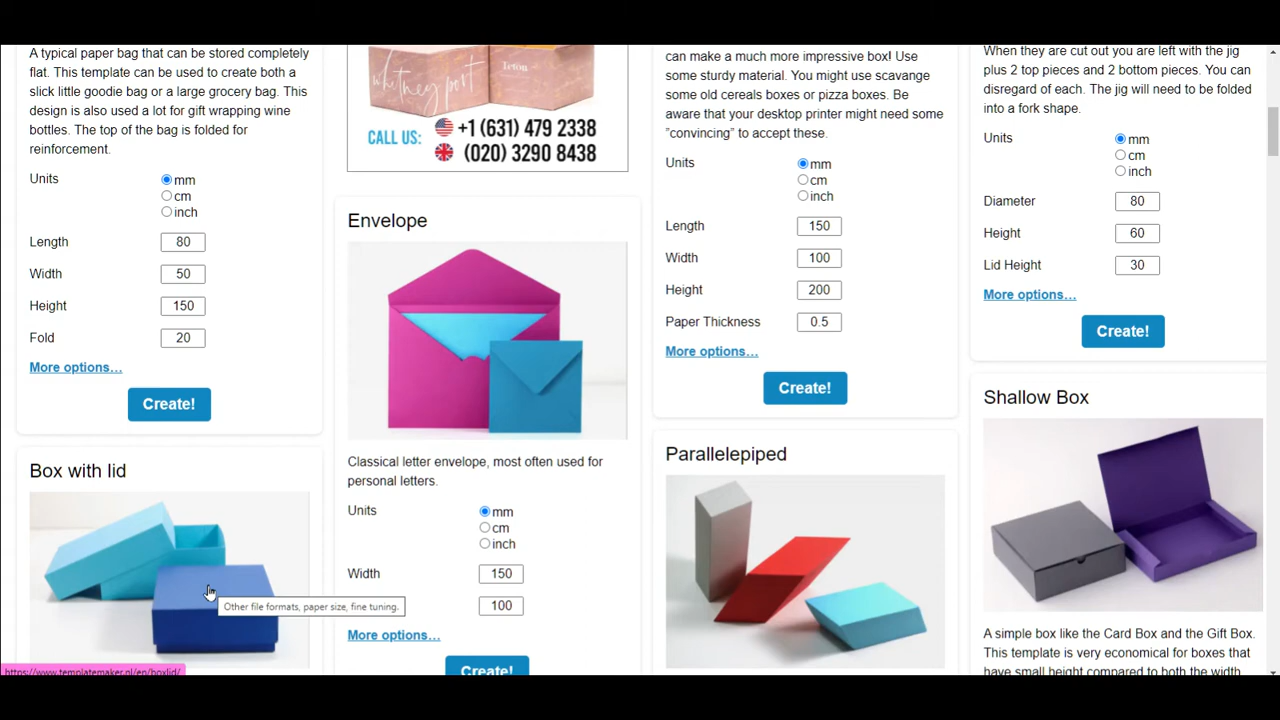 A typical paper bag that can be stored completely
flat. This template can be used to create both a
slick little goodie bag or a large grocery bag. This
design is also used a lot for gift wrapping wine
bottles. The top of the bag is folded for
reinforcement.
Units
mm
cm
inch
Length 80
Width 50
Height 150
Fold 20
More options…
Create!
Box with lid
Other file formats, paper size, fine tuning.
https://www.templatemaker.nl/en/boxlid/
whitney port
Teton
CALL US:
+1 (631) 479 2338
(020) 3290 8438
Envelope
Classical letter envelope, most often used for
personal letters.
Units
mm
cm
inch
Width 150
100
More options…
Create!
can make a much more impressive box! Use
some sturdy material. You might use scavange
some old cereals boxes or pizza boxes. Be
aware that your desktop printer might need some
”convincing” to accept these.
Units
mm
cm
inch
Length 150
Width 100
Height 200
Paper Thickness 0.5
More options…
Create!
Parallelepiped
When they are cut out you are left with the jig
plus 2 top pieces and 2 bottom pieces. You can
disregard of each. The jig will need to be folded
into a fork shape.
Units
mm
cm
inch
Diameter 80
Height 60
Lid Height 30
More options…
Create!
Shallow Box
A simple box like the Card Box and the Gift Box.
This template is very economical for boxes that
have small height compared to both the width